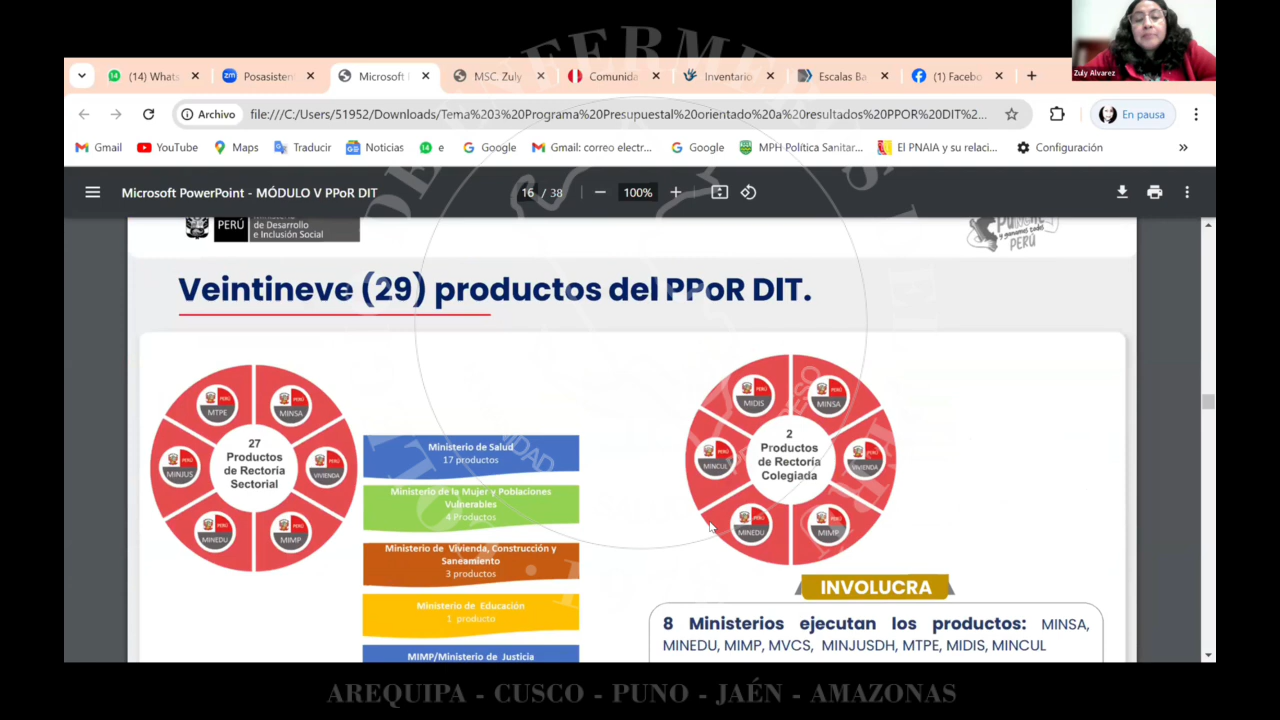 Zuly Alvarez
(14) Whats
Posasisten
Microsoft
MSC. Zuly
Comunida
Inventario
Escalas Ba
(1) Facebo
Archivo
file:///C:/Users/51952/Downloads/Tema%203%20Programa%20Presupuestal%20orientado%20a%20resultados%20PPOR%20DIT%2...
En pausa
Gmail
YouTube
Maps
Traducir
Noticias
e
Google
Gmail: correo electr...
Google
MPH Política Sanitar...
El PNAIA y su relaci...
Configuración
Microsoft PowerPoint - MÓDULO V PPoR DIT
16 / 38
100%
PERÚ
de Desarrollo
e Inclusión Social
y ganamos todos
PERÚ
Veintineve (29) productos del PPoR DIT.
MTPE
MINSA
MINJUS
VIVIENDA
MINEDU
MIMP
27
Productos
de Rectoría
Sectorial
Ministerio de Salud
17 productos
Ministerio de la Mujer y Poblaciones
Vulnerables
4 Productos
Ministerio de Vivienda, Construcción y
Saneamiento
3 productos
Ministerio de Educación
1 producto
MIMP/Ministerio de Justicia
MIDIS
MINSA
MINCUL
VIVIENDA
MINEDU
MIMP
2
Productos
de Rectoría
Colegiada
INVOLUCRA
8 Ministerios ejecutan los productos: MINSA,
MINEDU, MIMP, MVCS, MINJUSDH, MTPE, MIDIS, MINCUL
AREQUIPA - CUSCO - PUNO - JAÉN - AMAZONAS